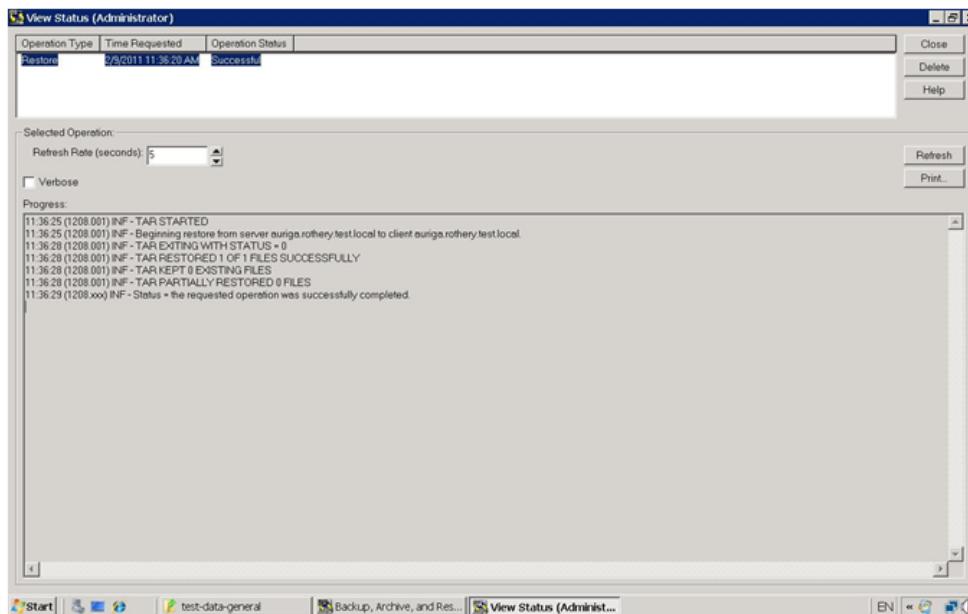 View Status (Administrator)
Operation Type Time Requested Operation Status
Restore 2/9/2011 11:36:20 AM Successful
Close
Delete
Help
Selected Operation:
Refresh Rate (seconds): 5
Refresh
Verbose
Print...
Progress:
11:36:25 (1208.001) INF - TAR STARTED
11:36:25 (1208.001) INF - Beginning restore from server auriga.rothery.test.local to client auriga.rothery.test.local.
11:36:28 (1208.001) INF - TAR EXITING WITH STATUS = 0
11:36:28 (1208.001) INF - TAR RESTORED 1 OF 1 FILES SUCCESSFULLY
11:36:28 (1208.001) INF - TAR KEPT 0 EXISTING FILES
11:36:28 (1208.001) INF - TAR PARTIALLY RESTORED 0 FILES
11:36:29 (1208.xxx) INF - Status = the requested operation was successfully completed.
Start test-data-general Backup, Archive, and Res... View Status (Administ... EN «